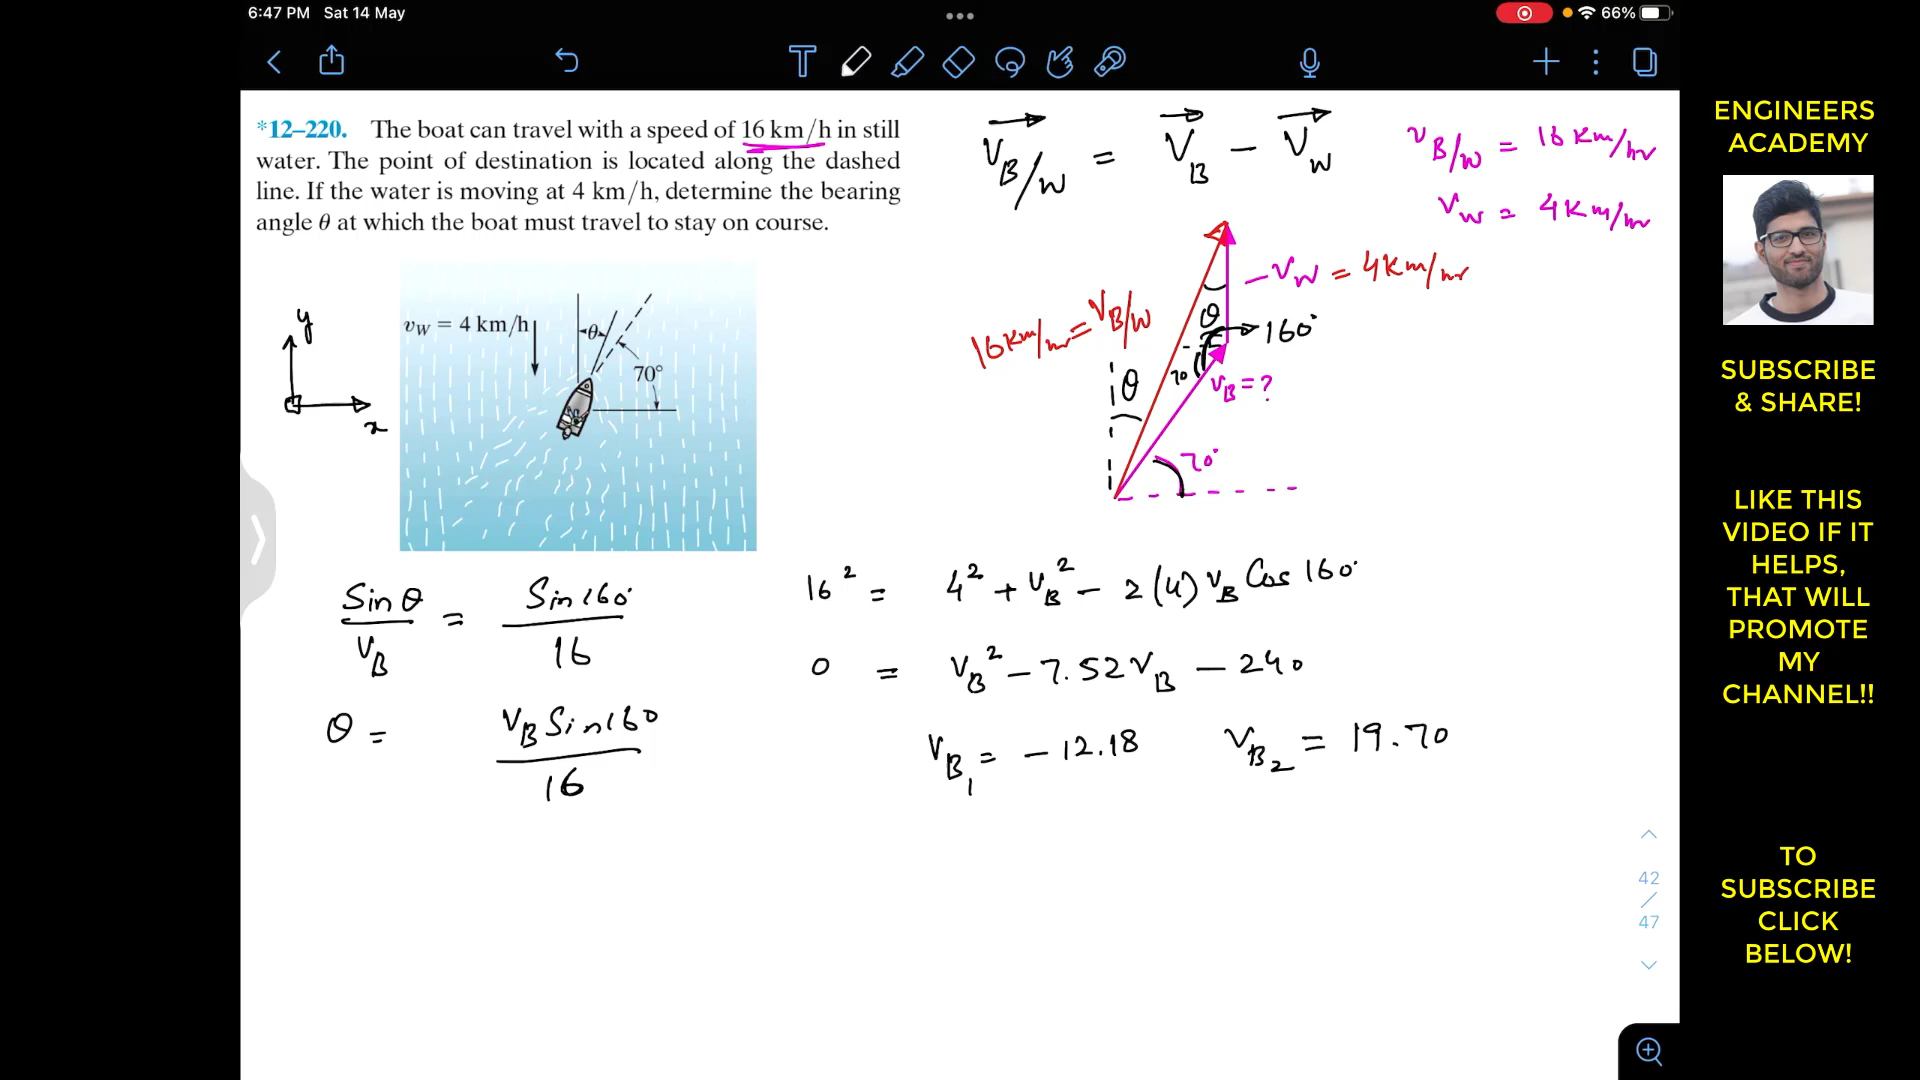 6:47 PM Sat 14 May
66%
*12–220. The boat can travel with a speed of 16 km/h in still
water. The point of destination is located along the dashed
line. If the water is moving at 4 km/h, determine the bearing
angle θ at which the boat must travel to stay on course.
V B/W = V B − V W
v B/W = 16 Km/hr
v W = 4 Km/hr
− v W = 4 Km/hr
16 Km/hr = V B/W
θ
160°
70
θ
V B = ?
70°
y
x
v W = 4 km/h
θ
70°
Sin θ / V B = Sin 160° / 16
θ = V B Sin 160 / 16
16² = 4² + V B² − 2 (4) V B Cos 160°
0 = V B² − 7.52 V B − 240
V B1 = − 12.18 V B2 = 19.70
42
/
47
ENGINEERS
ACADEMY
SUBSCRIBE
& SHARE!
LIKE THIS
VIDEO IF IT
HELPS,
THAT WILL
PROMOTE
MY
CHANNEL!!
TO
SUBSCRIBE
CLICK
BELOW!